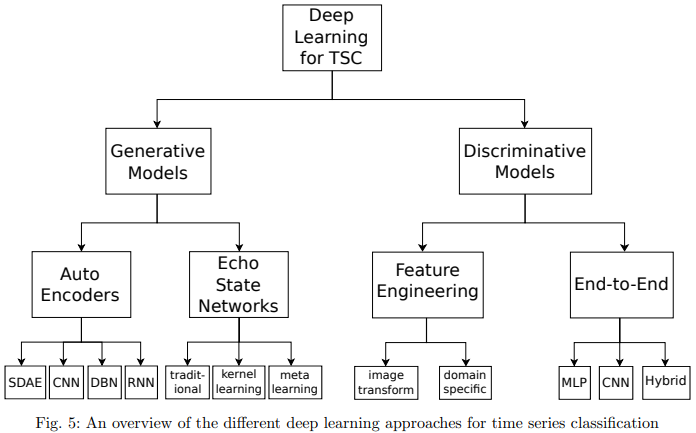 Deep
Learning
for TSC
Generative
Models
Discriminative
Models
Auto
Encoders
Echo
State
Networks
Feature
Engineering
End-to-End
SDAE
CNN
DBN
RNN
tradit-
ional
kernel
learning
meta
learning
image
transform
domain
specific
MLP
CNN
Hybrid
Fig. 5: An overview of the different deep learning approaches for time series classification